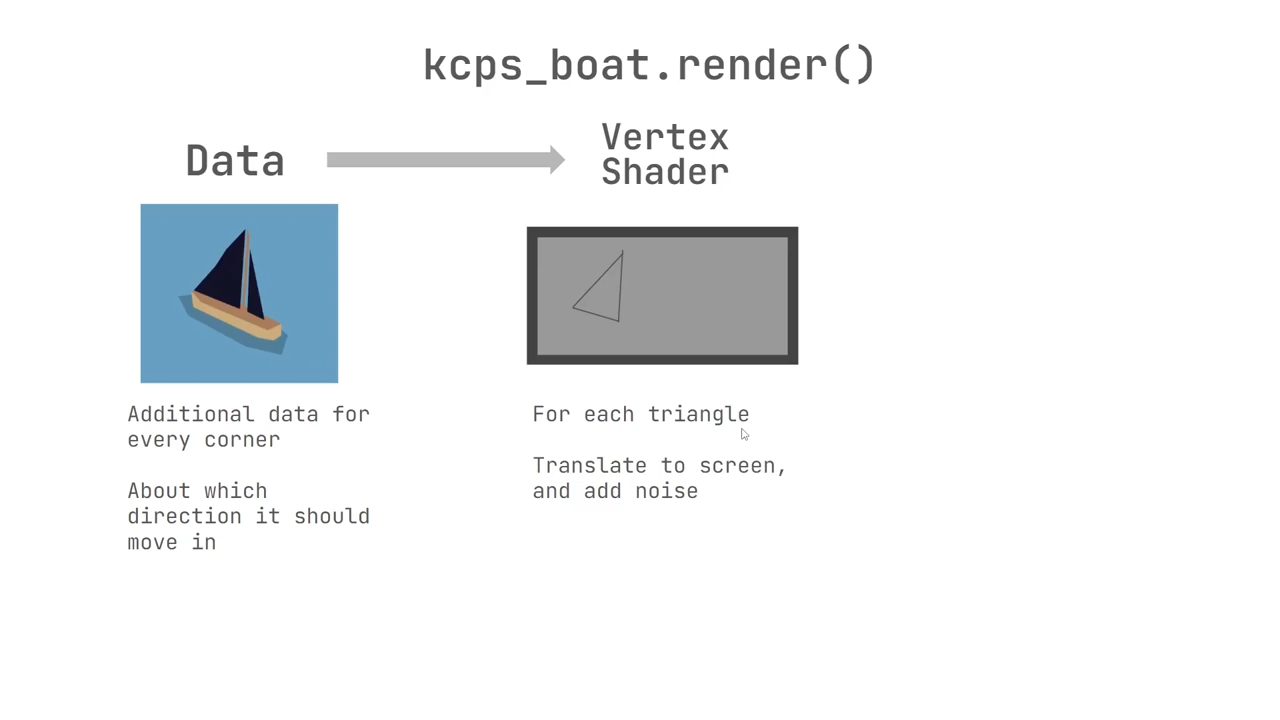 kcps_boat.render()
Data
Vertex
Shader
Additional data for
every corner
About which
direction it should
move in
For each triangle
Translate to screen,
and add noise